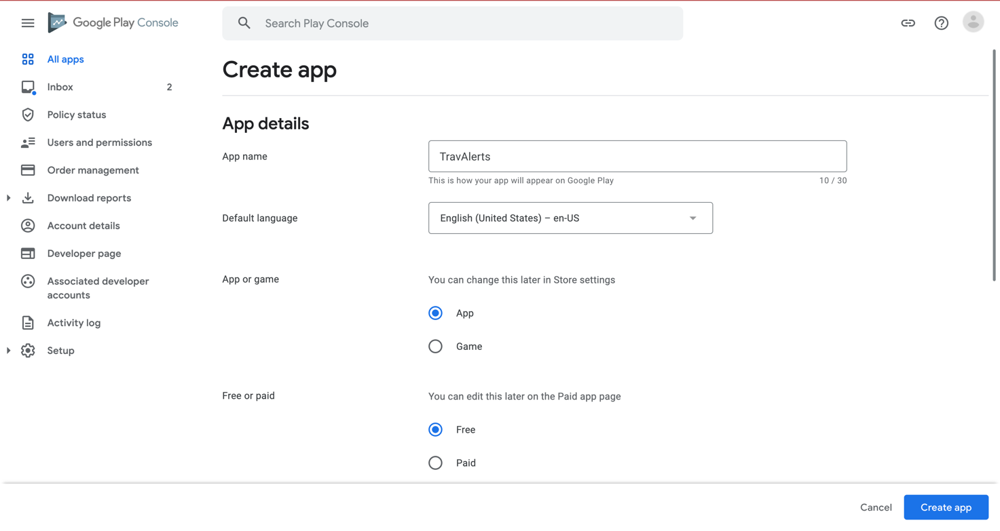 Google Play Console
Search Play Console
All apps
Inbox 2
Policy status
Users and permissions
Order management
Download reports
Account details
Developer page
Associated developer
accounts
Activity log
Setup
Create app
App details
App name
TravAlerts
This is how your app will appear on Google Play 10 / 30
Default language
English (United States) – en-US
App or game
You can change this later in Store settings
App
Game
Free or paid
You can edit this later on the Paid app page
Free
Paid
Cancel
Create app